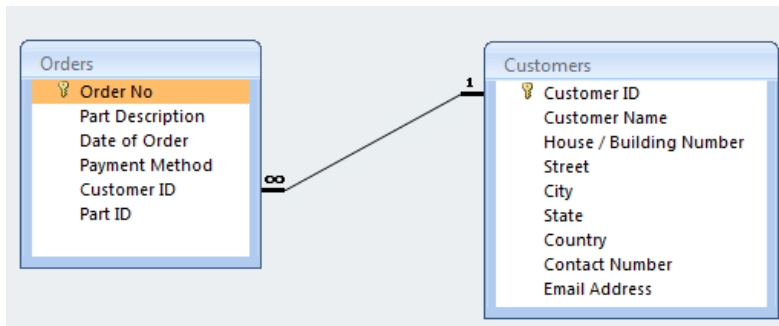 Orders
Order No
Part Description
Date of Order
Payment Method
Customer ID
Part ID
∞
1
Customers
Customer ID
Customer Name
House / Building Number
Street
City
State
Country
Contact Number
Email Address